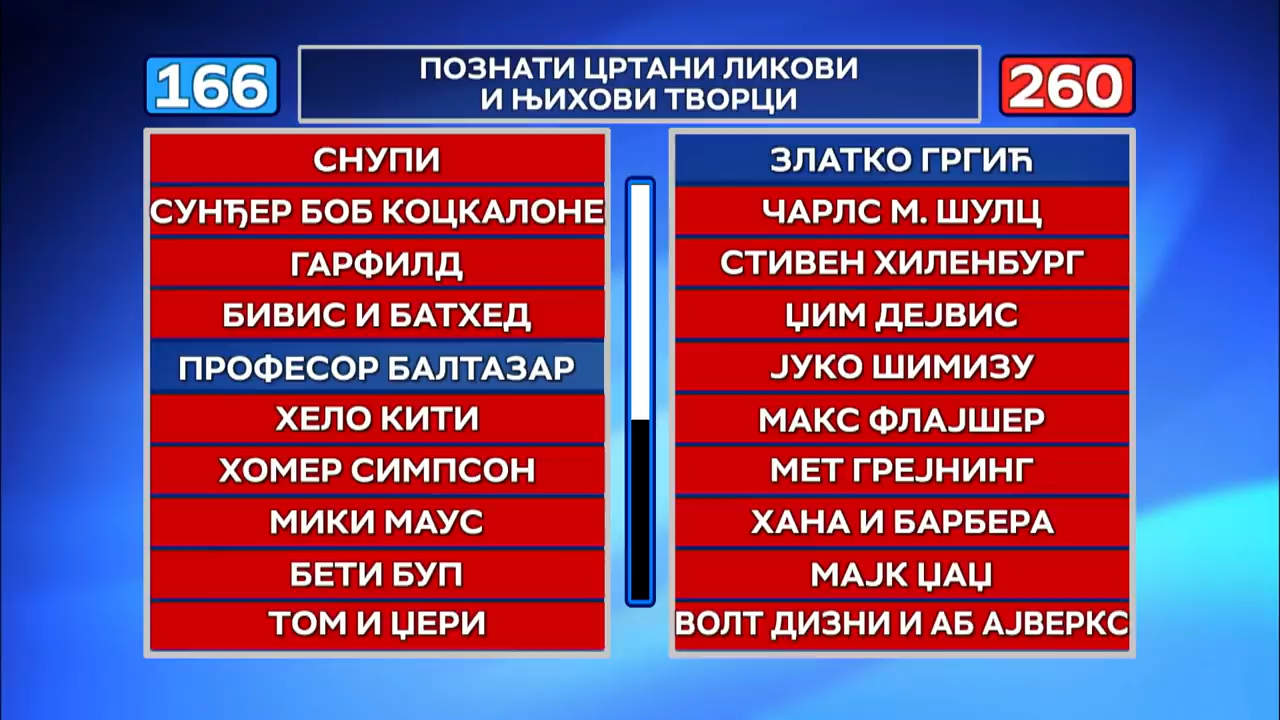 166
ПОЗНАТИ ЦРТАНИ ЛИКОВИ
И ЊИХОВИ ТВОРЦИ
260
СНУПИ
ЗЛАТКО ГРГИЋ
СУНЂЕР БОБ КОЦКАЛОНЕ
ЧАРЛС М. ШУЛЦ
ГАРФИЛД
СТИВЕН ХИЛЕНБУРГ
БИВИС И БАТХЕД
ЏИМ ДЕЈВИС
ПРОФЕСОР БАЛТАЗАР
ЈУКО ШИМИЗУ
ХЕЛО КИТИ
МАКС ФЛАЈШЕР
ХОМЕР СИМПСОН
МЕТ ГРЕЈНИНГ
МИКИ МАУС
ХАНА И БАРБЕРА
БЕТИ БУП
МАЈК ЏАЏ
ТОМ И ЏЕРИ
ВОЛТ ДИЗНИ И АБ АЈВЕРКС